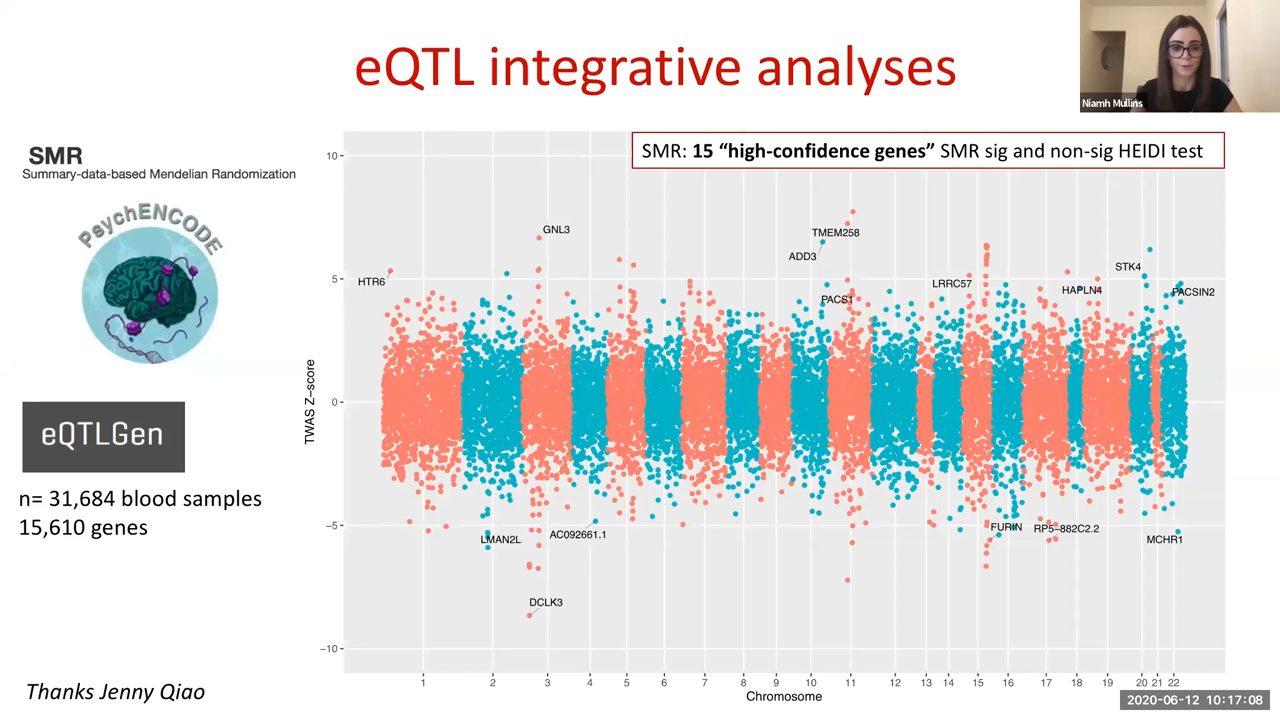 eQTL integrative analyses
Niamh Mullins
SMR
Summary-data-based Mendelian Randomization
PsychENCODE
eQTLGen
n= 31,684 blood samples
15,610 genes
Thanks Jenny Qiao
SMR: 15 “high-confidence genes” SMR sig and non-sig HEIDI test
TWAS Z−score
10
5
0
−5
−10
HTR6
GNL3
TMEM258
ADD3
PACS1
LRRC57
HAPLN4
STK4
PACSIN2
LMAN2L
AC092661.1
DCLK3
FURIN
RP5−882C2.2
MCHR1
1 2 3 4 5 6 7 8 9 10 11 12 13 14 15 16 17 18 19 20 21 22
Chromosome
2020-06-12 10:17:08